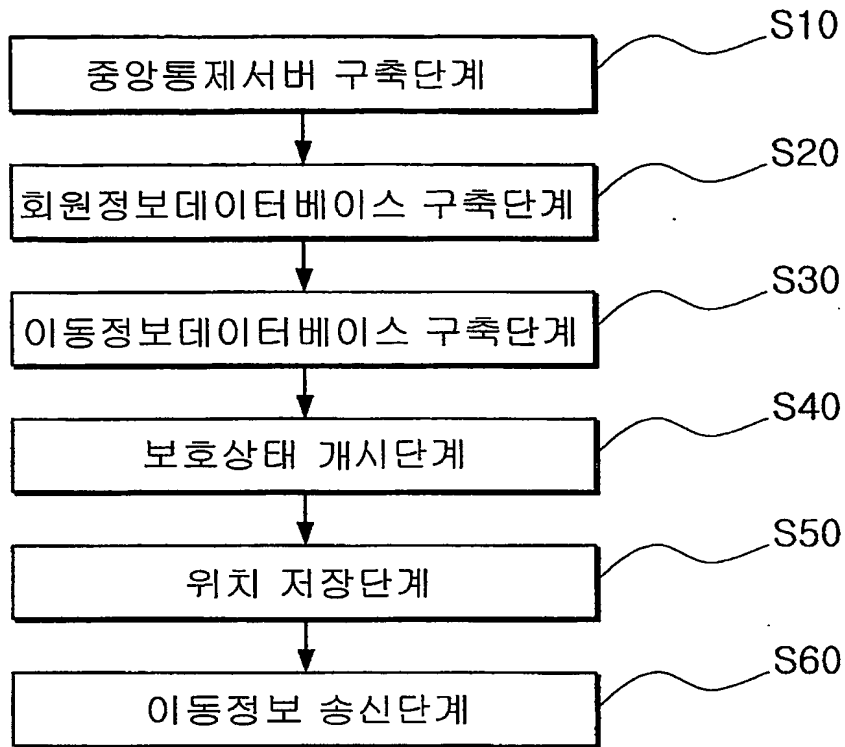 S10
중앙통제서버 구축단계
S20
회원정보데이터베이스 구축단계
S30
이동정보데이터베이스 구축단계
S40
보호상태 개시단계
S50
위치 저장단계
S60
이동정보 송신단계